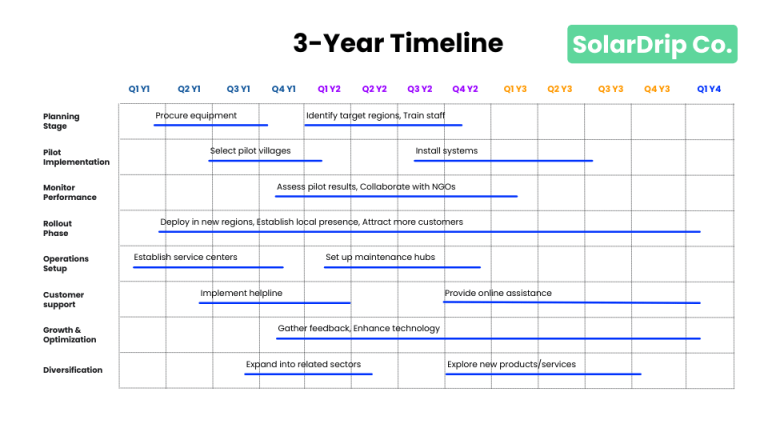 3-Year Timeline
SolarDrip Co.
Q1 Y1 Q2 Y1 Q3 Y1 Q4 Y1 Q1 Y2 Q2 Y2 Q3 Y2 Q4 Y2 Q1 Y3 Q2 Y3 Q3 Y3 Q4 Y3 Q1 Y4
Planning
Stage
Procure equipment
Identify target regions, Train staff
Pilot
Implementation
Select pilot villages
Install systems
Monitor
Performance
Assess pilot results, Collaborate with NGOs
Rollout
Phase
Deploy in new regions, Establish local presence, Attract more customers
Operations
Setup
Establish service centers
Set up maintenance hubs
Customer
support
Implement helpline
Provide online assistance
Growth &
Optimization
Gather feedback, Enhance technology
Diversification
Expand into related sectors
Explore new products/services